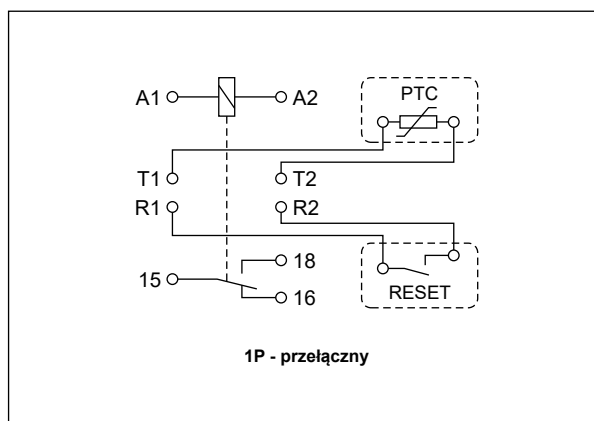 A1 A2 PTC
T1 T2
R1 R2
18
15
16
RESET
1P - przełączny